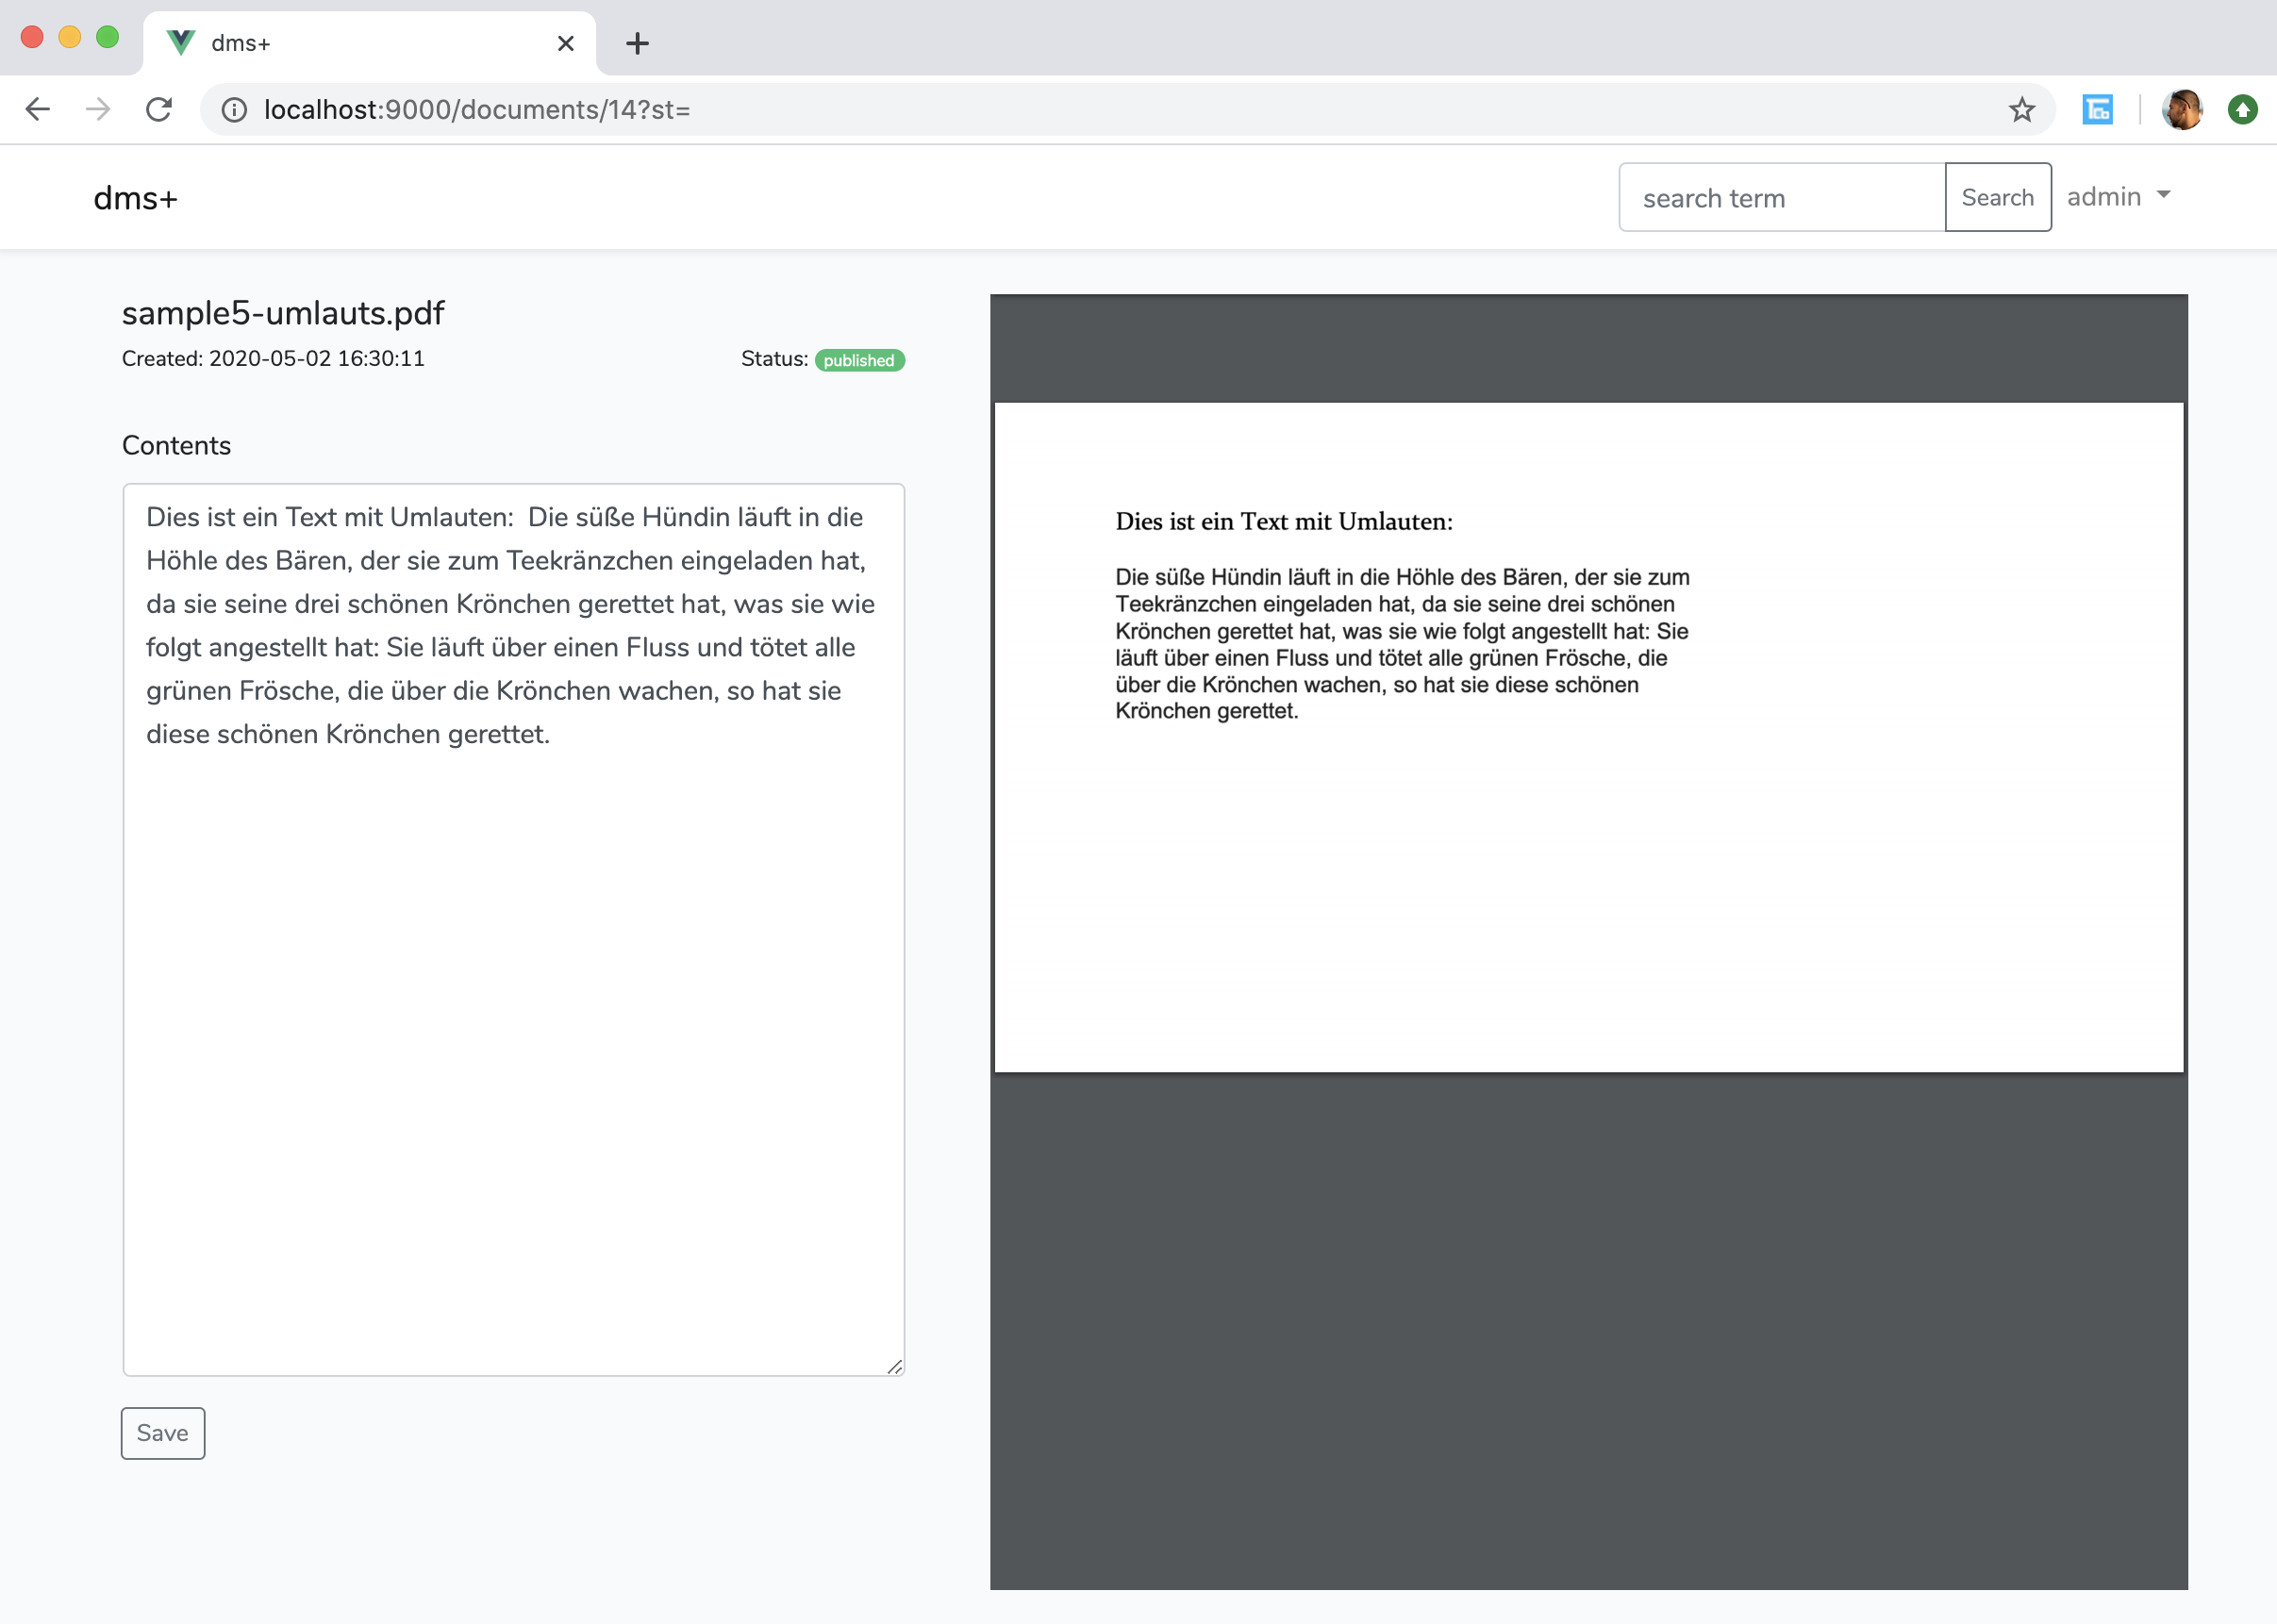 dms+
localhost:9000/documents/14?st=
dms+
search term
Search
admin
sample5-umlauts.pdf
Created: 2020-05-02 16:30:11
Status: published
Contents
Dies ist ein Text mit Umlauten:  Die süße Hündin läuft in die
Höhle des Bären, der sie zum Teekränzchen eingeladen hat,
da sie seine drei schönen Krönchen gerettet hat, was sie wie
folgt angestellt hat: Sie läuft über einen Fluss und tötet alle
grünen Frösche, die über die Krönchen wachen, so hat sie
diese schönen Krönchen gerettet.
Save
Dies ist ein Text mit Umlauten:
Die süße Hündin läuft in die Höhle des Bären, der sie zum
Teekränzchen eingeladen hat, da sie seine drei schönen
Krönchen gerettet hat, was sie wie folgt angestellt hat: Sie
läuft über einen Fluss und tötet alle grünen Frösche, die
über die Krönchen wachen, so hat sie diese schönen
Krönchen gerettet.